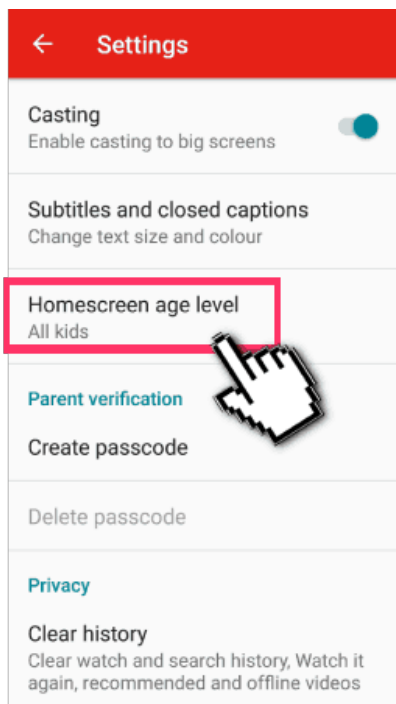 Settings
Casting
Enable casting to big screens
Subtitles and closed captions
Change text size and colour
Homescreen age level
All kids
Parent verification
Create passcode
Delete passcode
Privacy
Clear history
Clear watch and search history, Watch it
again, recommended and offline videos